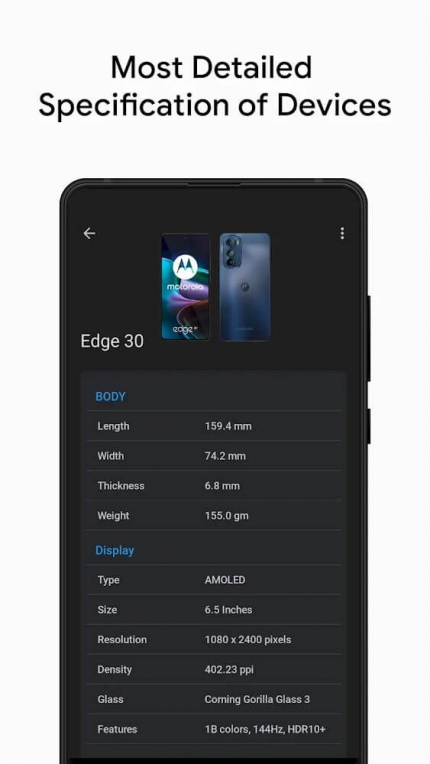 Most Detailed
Specification of Devices
motorola
edge 30
Edge 30
BODY
Length 159.4 mm
Width 74.2 mm
Thickness 6.8 mm
Weight 155.0 gm
Display
Type AMOLED
Size 6.5 Inches
Resolution 1080 x 2400 pixels
Density 402.23 ppi
Glass Corning Gorilla Glass 3
Features 1B colors, 144Hz, HDR10+